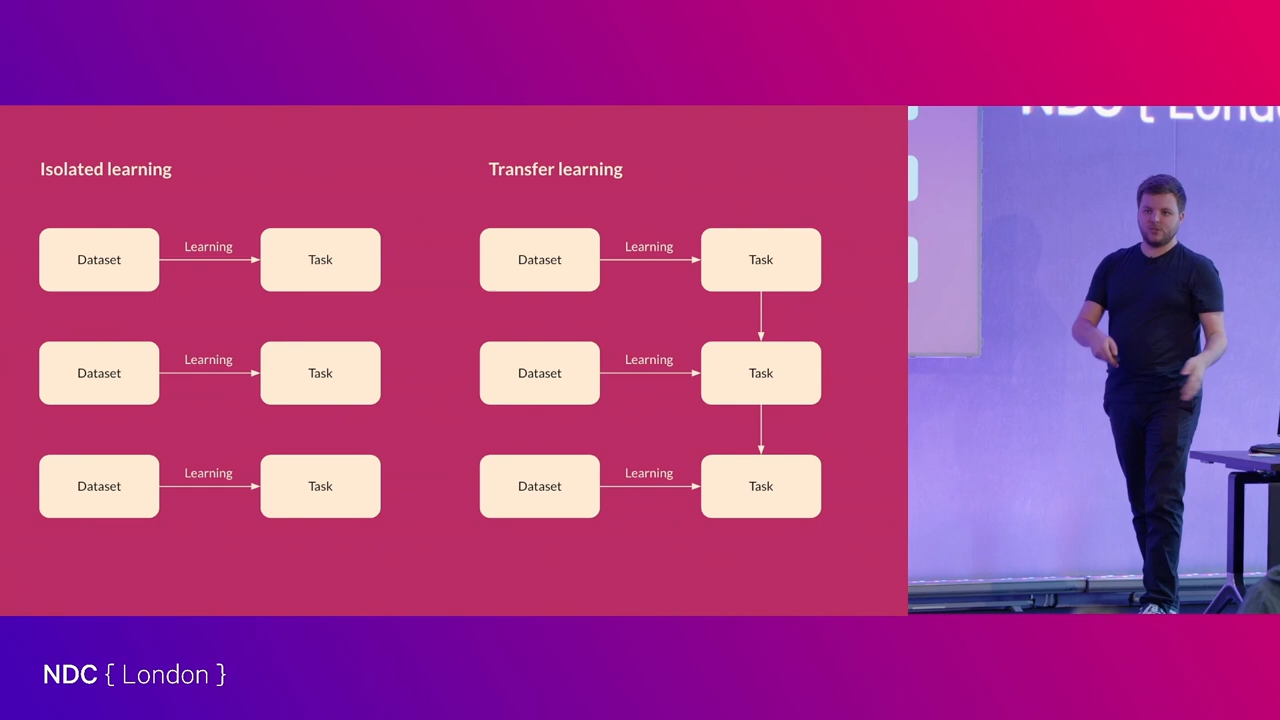 Isolated learning
Dataset
Learning
Task
Dataset
Learning
Task
Dataset
Learning
Task
Transfer learning
Dataset
Learning
Task
Dataset
Learning
Task
Dataset
Learning
Task
NDC { London }